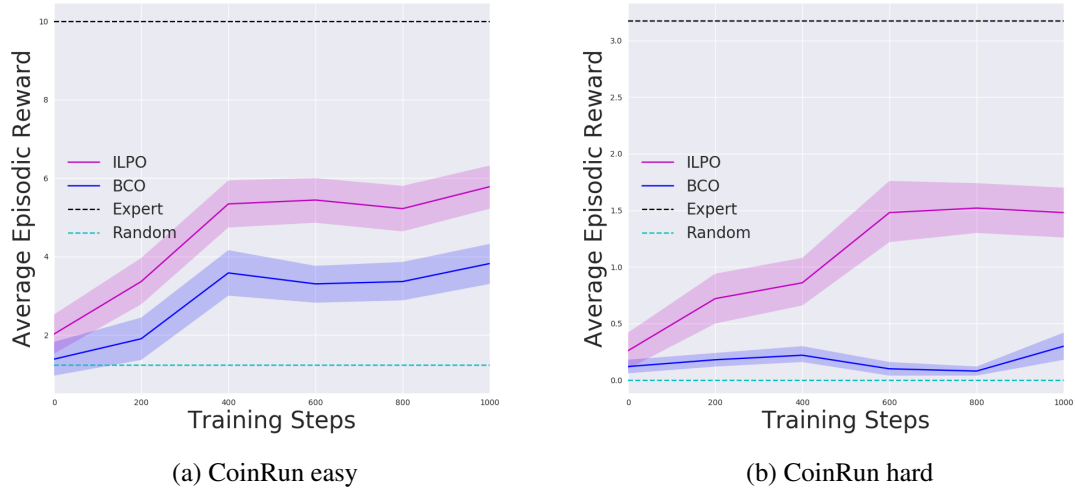 10
8
6
4
2
0
200
400
600
800
1000
Average Episodic Reward
Training Steps
ILPO
BCO
Expert
Random
(a) CoinRun easy
3.0
2.5
2.0
1.5
1.0
0.5
0.0
0
200
400
600
800
1000
Average Episodic Reward
Training Steps
ILPO
BCO
Expert
Random
(b) CoinRun hard